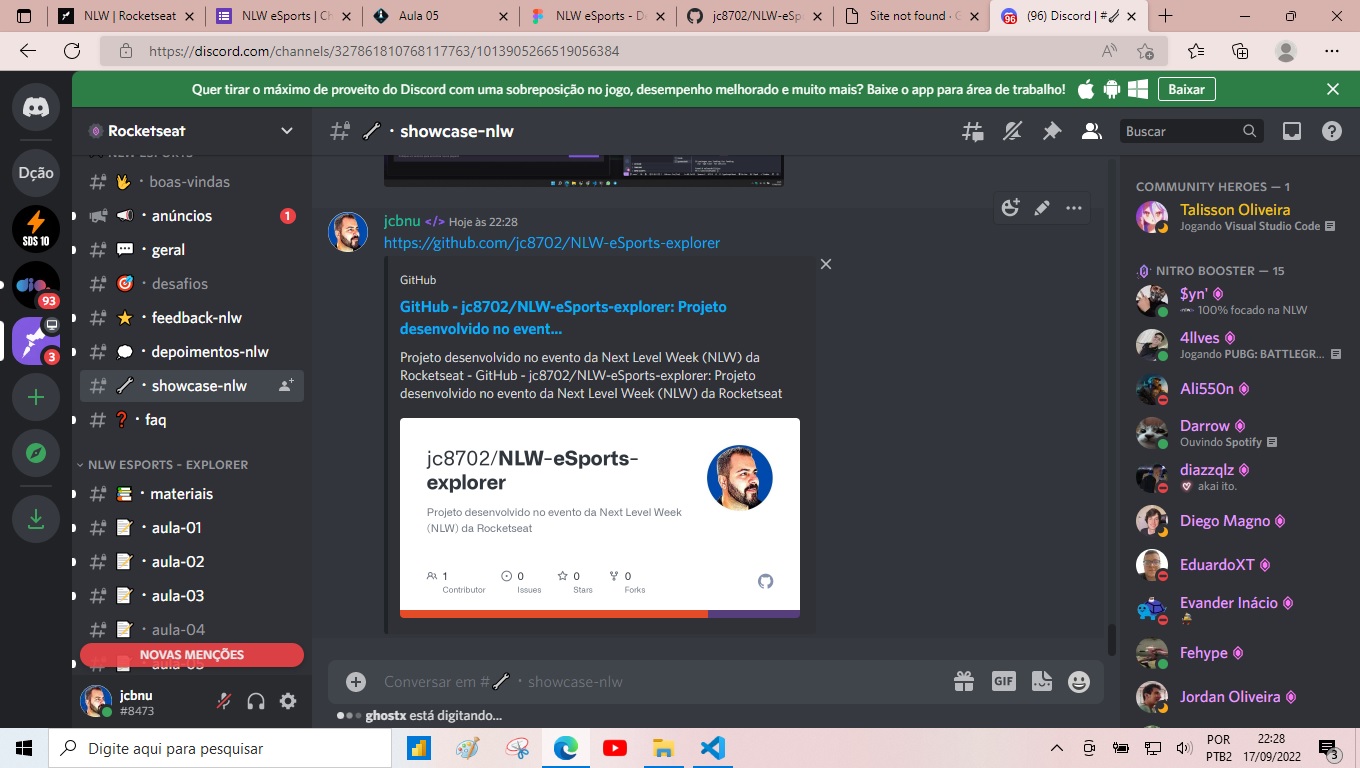 NLW | Rocketseat
NLW eSports | Ch
Aula 05
NLW eSports - De
jc8702/NLW-eSpo
Site not found · G
(96) Discord | #
https://discord.com/channels/327861810768117763/1013905266519056384
Quer tirar o máximo de proveito do Discord com uma sobreposição no jogo, desempenho melhorado e muito mais? Baixe o app para área de trabalho!
Baixar
Rocketseat
showcase-nlw
Buscar
Dção
SDS 10
93
3
NLW ESPORTS
boas-vindas
anúncios
1
geral
desafios
feedback-nlw
depoimentos-nlw
showcase-nlw
faq
NLW ESPORTS - EXPLORER
materiais
aula-01
aula-02
aula-03
aula-04
aula-05
NOVAS MENÇÕES
jcbnu
#8473
jcbnu </> Hoje às 22:28
https://github.com/jc8702/NLW-eSports-explorer
GitHub
GitHub - jc8702/NLW-eSports-explorer: Projeto
desenvolvido no event...
Projeto desenvolvido no evento da Next Level Week (NLW) da
Rocketseat - GitHub - jc8702/NLW-eSports-explorer: Projeto
desenvolvido no evento da Next Level Week (NLW) da Rocketseat
jc8702/NLW-eSports-
explorer
Projeto desenvolvido no evento da Next Level Week
(NLW) da Rocketseat
1
Contributor
0
Issues
0
Stars
0
Forks
Conversar em # · showcase-nlw
GIF
ghostx está digitando...
COMMUNITY HEROES — 1
Talisson Oliveira
Jogando Visual Studio Code
NITRO BOOSTER — 15
$yn'
100% focado na NLW
4llves
Jogando PUBG: BATTLEGR...
Ali550n
Darrow
Ouvindo Spotify
diazzqlz
akai ito.
Diego Magno
EduardoXT
Evander Inácio
Fehype
Jordan Oliveira
Digite aqui para pesquisar
POR
PTB2
22:28
17/09/2022
3